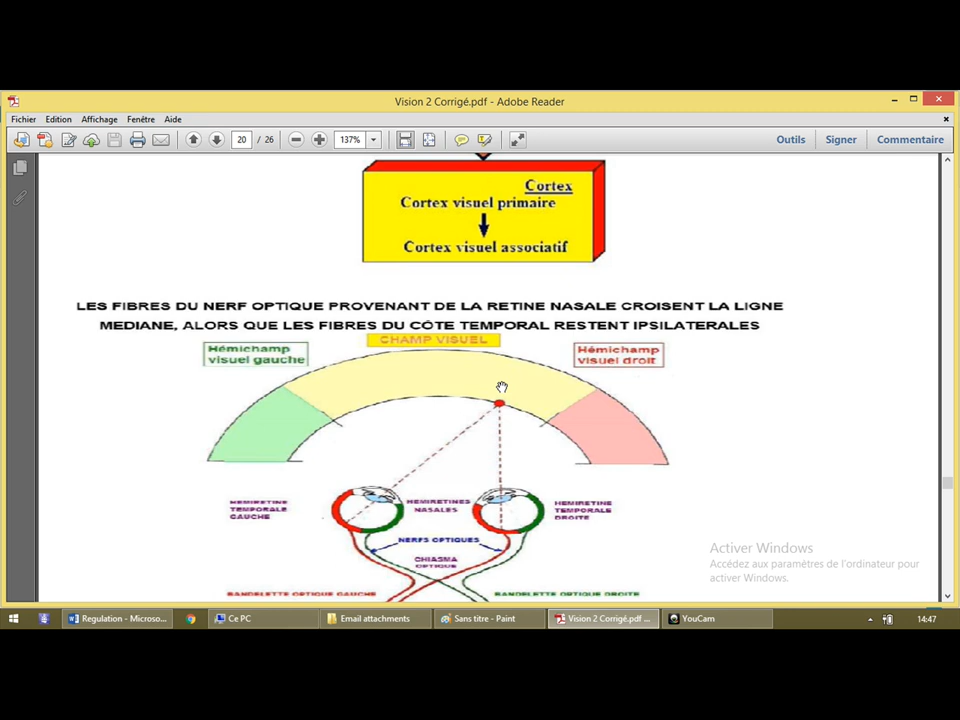 Vision 2 Corrigé.pdf - Adobe Reader
Fichier Edition Affichage Fenêtre Aide
20 / 26 137% Outils Signer Commentaire
Cortex
Cortex visuel primaire
Cortex visuel associatif
LES FIBRES DU NERF OPTIQUE PROVENANT DE LA RETINE NASALE CROISENT LA LIGNE
MEDIANE, ALORS QUE LES FIBRES DU CÔTE TEMPORAL RESTENT IPSILATERALES
CHAMP VISUEL
Hémichamp
visuel gauche
Hémichamp
visuel droit
HEMIRETINE
TEMPORALE
GAUCHE
HEMIRETINES
NASALES
HEMIRETINE
TEMPORALE
DROITE
NERFS OPTIQUES
CHIASMA
OPTIQUE
BANDELETTE OPTIQUE GAUCHE
BANDELETTE OPTIQUE DROITE
Activer Windows
Accédez aux paramètres de l'ordinateur pour
activer Windows.
Regulation - Microso... Ce PC Email attachments Sans titre - Paint Vision 2 Corrigé.pdf ... YouCam 14:47